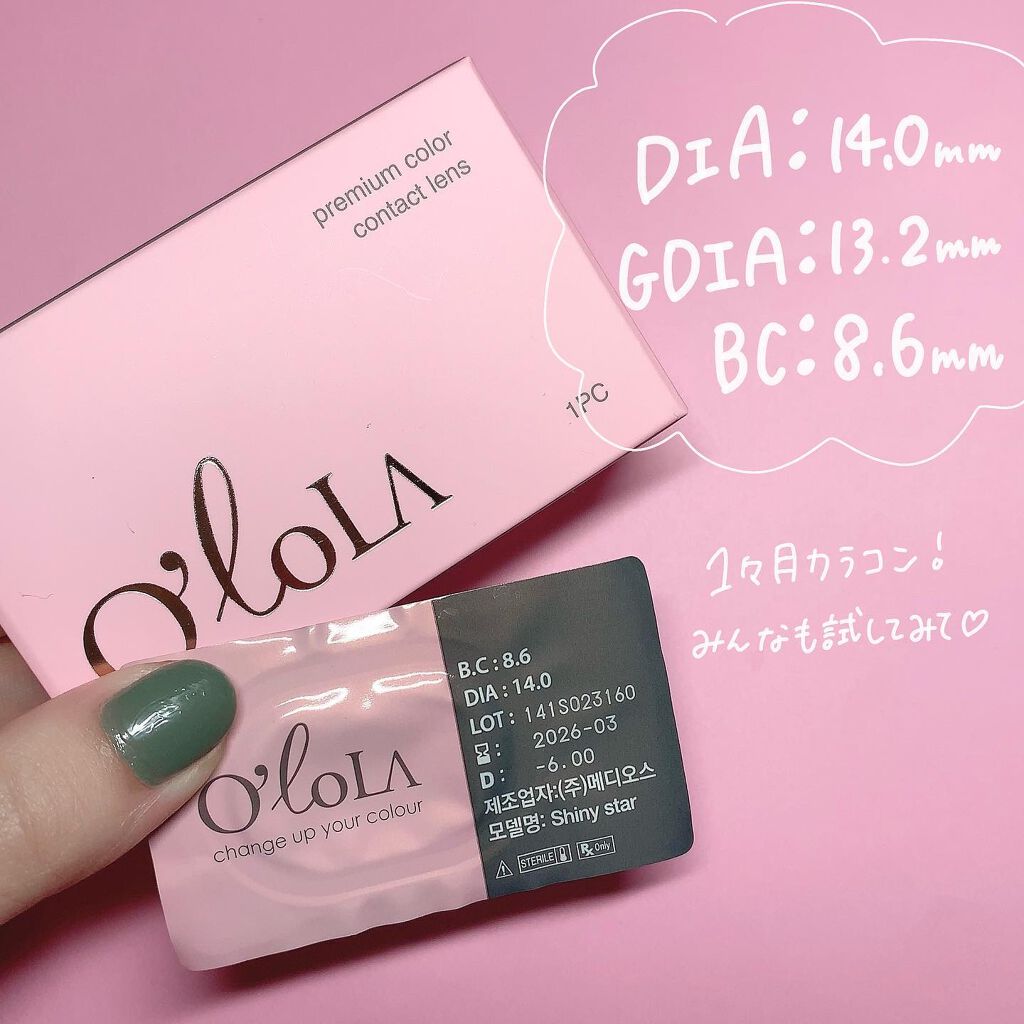 premium color
contact lens
1PC
O'loLA
DIA:14.0mm
GDIA:13.2mm
BC:8.6mm
1々月カラコン!
みんなも試してみて♡
O'loLA
change up your colour
B.C : 8.6
DIA : 14.0
LOT : 141S023160
⌛ : 2026-03
D : -6.00
제조업자:(주)메디오스
모델명: Shiny star
STERILE
Rx Only